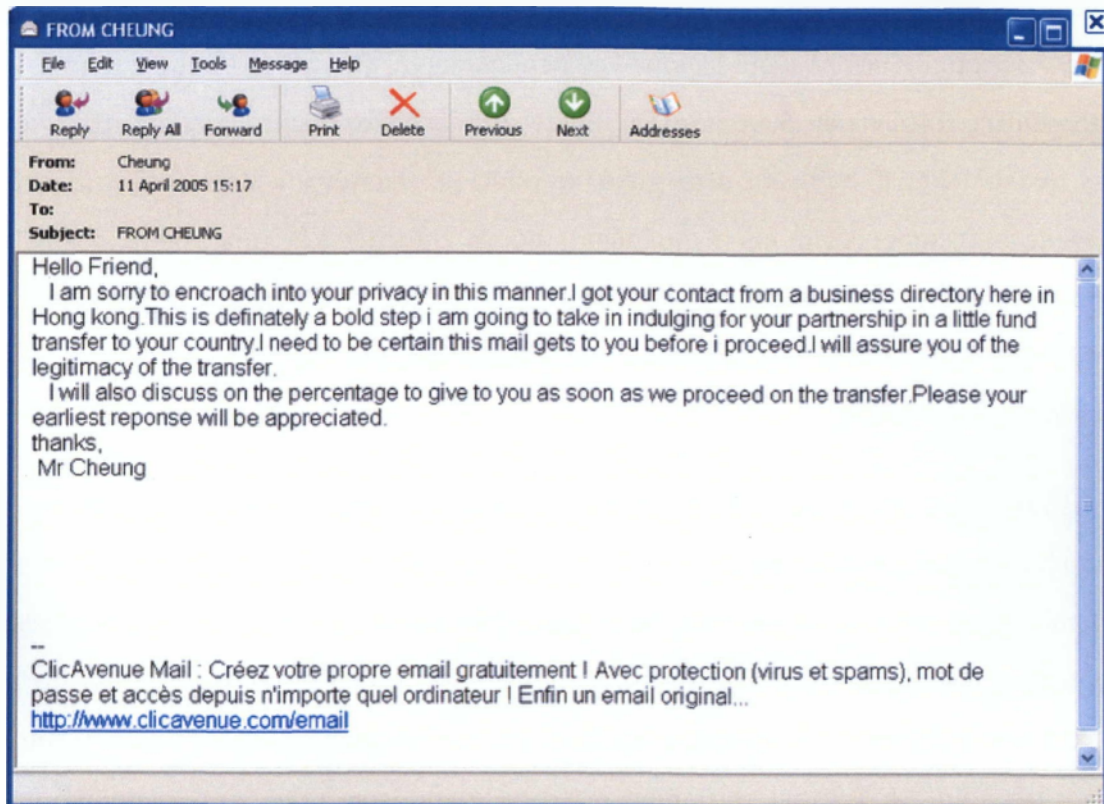 FROM CHEUNG
File Edit View Tools Message Help
Reply Reply All Forward Print Delete Previous Next Addresses
From: Cheung
Date: 11 April 2005 15:17
To:
Subject: FROM CHEUNG
Hello Friend,
I am sorry to encroach into your privacy in this manner.I got your contact from a business directory here in
Hong kong.This is definately a bold step i am going to take in indulging for your partnership in a little fund
transfer to your country.I need to be certain this mail gets to you before i proceed.I will assure you of the
legitimacy of the transfer.
I will also discuss on the percentage to give to you as soon as we proceed on the transfer.Please your
earliest reponse will be appreciated.
thanks,
Mr Cheung
--
ClicAvenue Mail : Créez votre propre email gratuitement ! Avec protection (virus et spams), mot de
passe et accès depuis n'importe quel ordinateur ! Enfin un email original...
http://www.clicavenue.com/email